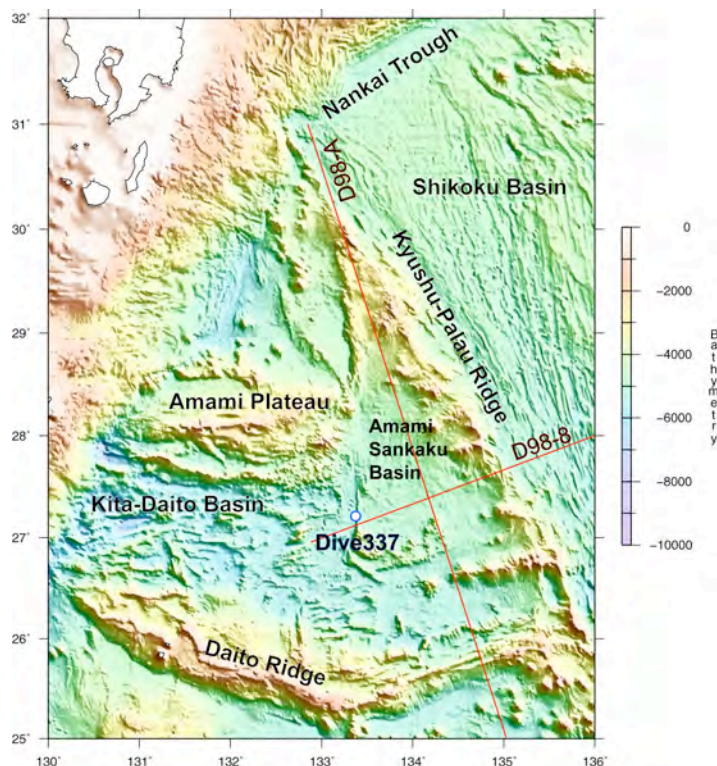 32˚
31˚
30˚
29˚
28˚
27˚
26˚
25˚
130˚
131˚
132˚
133˚
134˚
135˚
136˚
Nankai Trough
D98-A
Shikoku Basin
Kyushu-Palau Ridge
Amami Plateau
Amami
Sankaku
Basin
D98-8
Kita-Daito Basin
Dive337
Daito Ridge
0
−2000
−4000
−6000
−8000
−10000
Bathymetry